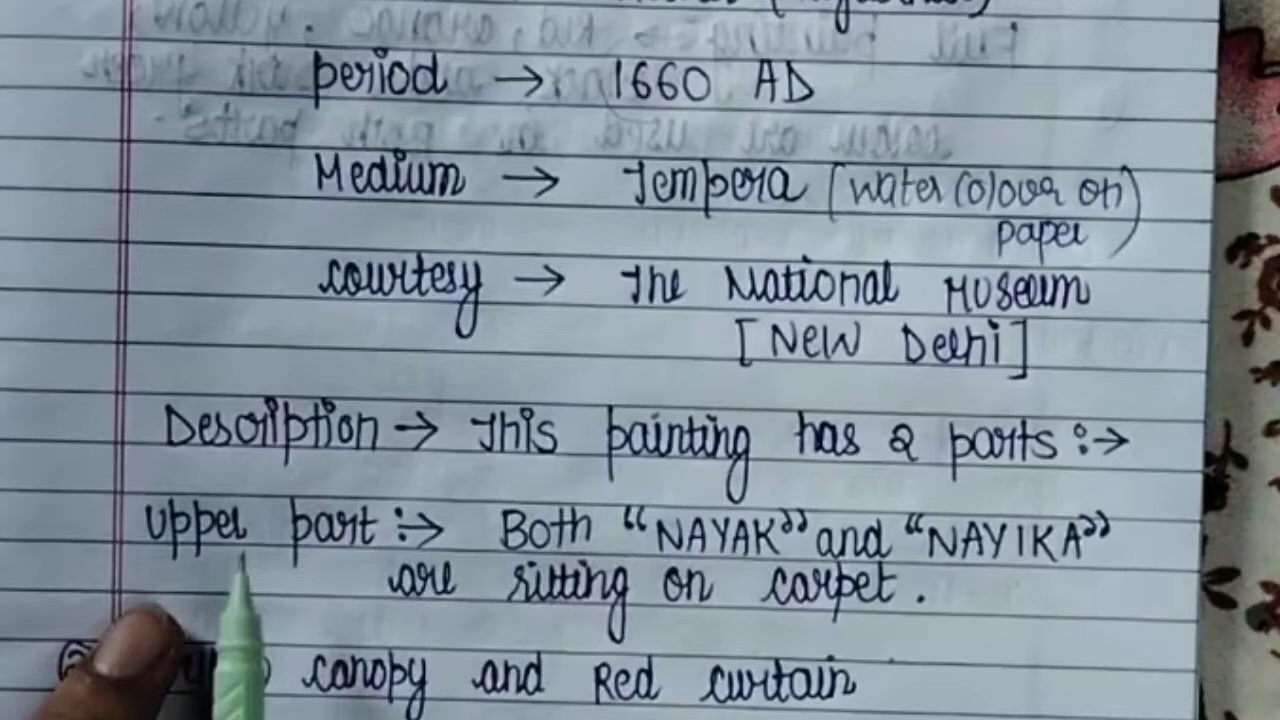 period → 1660 AD
Medium → Tempera (water colour on
paper)
courtesy → The National Museum
[New Delhi]
Description → This painting has 2 parts :→
Upper part :→ Both “NAYAK” and “NAYIKA”
are sitting on carpet.
canopy and Red curtain